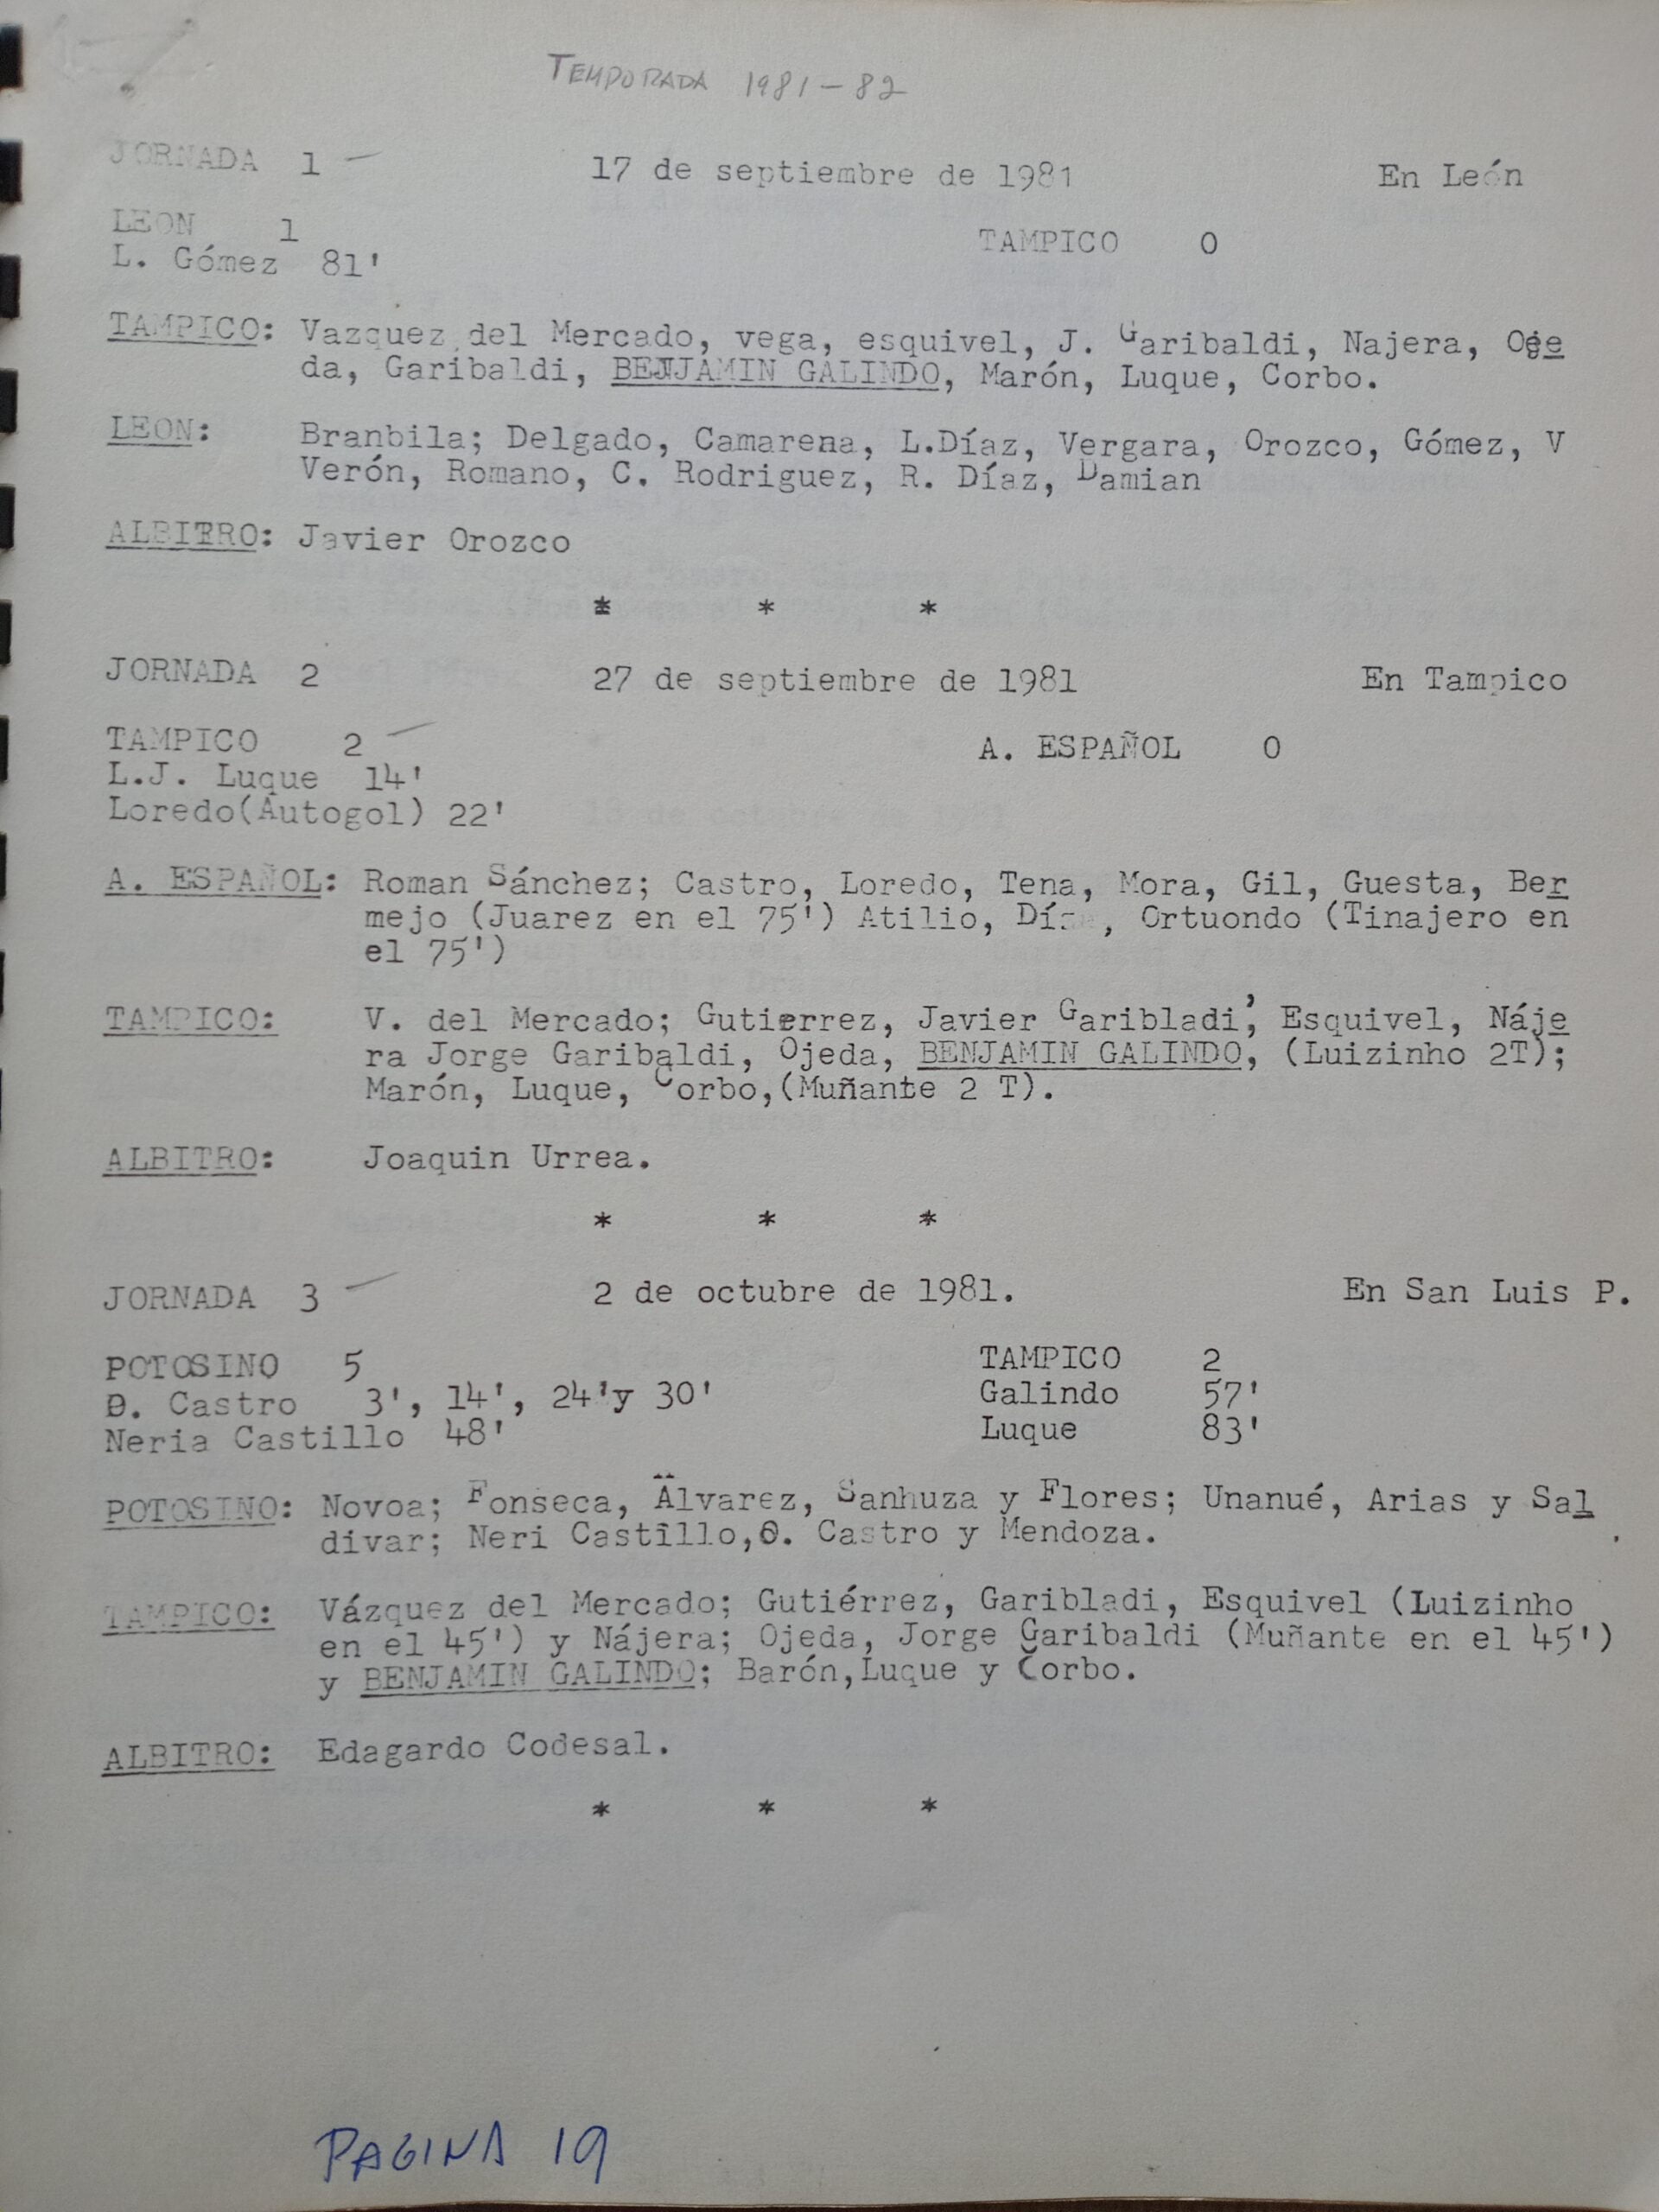 TEMPORADA 1981-82
JORNADA 1 17 de septiembre de 1981 En León
LEON 1 TAMPICO 0
L. Gómez 81'
TAMPICO: Vazquez del Mercado, vega, esquivel, J. Garibaldi, Najera, Oje
da, Garibaldi, BENJAMIN GALINDO, Marón, Luque, Corbo.
LEON: Branbila; Delgado, Camarena, L.Díaz, Vergara, Orozco, Gómez, V
Verón, Romano, C. Rodriguez, R. Díaz, Damian
ALBITRO: Javier Orozco
* * *
JORNADA 2 27 de septiembre de 1981 En Tampico
TAMPICO 2 A. ESPAÑOL 0
L.J. Luque 14'
Loredo(Autogol) 22'
A. ESPAÑOL: Roman Sánchez; Castro, Loredo, Tena, Mora, Gil, Guesta, Ber
mejo (Juarez en el 75') Atilio, , Ortuondo (Tinajero en
el 75')
TAMPICO: V. del Mercado; Gutierrez, Javier Garibladi, Esquivel, Náje
ra Jorge Garibaldi, Ojeda, BENJAMIN GALINDO, (Luizinho 2T);
Marón, Luque, Corbo,(Muñante 2 T).
ALBITRO: Joaquin Urrea.
* * *
JORNADA 3 2 de octubre de 1981. En San Luis P.
POTOSINO 5 TAMPICO 2
O. Castro 3', 14', 24'y 30' Galindo 57'
Neria Castillo 48' Luque 83'
POTOSINO: Novoa; Fonseca, Älvarez, Sanhuza y Flores; Unanué, Arias y Sal
divar; Neri Castillo,O. Castro y Mendoza.
TAMPICO: Vázquez del Mercado; Gutiérrez, Garibladi, Esquivel (Luizinho
en el 45') y Nájera; Ojeda, Jorge Garibaldi (Muñante en el 45')
y BENJAMIN GALINDO; Barón,Luque y Corbo.
ALBITRO: Edagardo Codesal.
* * *
PAGINA 19